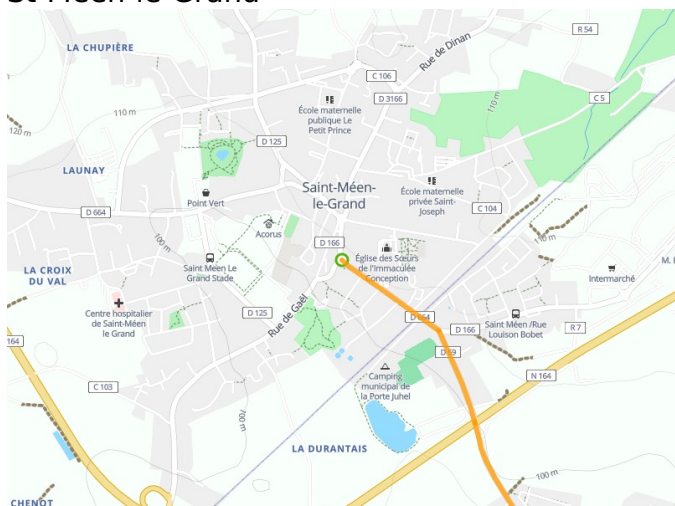 St-Méen-le-Grand
LA CHUPIÈRE
R 54
Rue de Dinan
C 106
110 m
École maternelle
publique Le
Petit Prince
D 3166
110 m
C 5
120 m
D 125
LAUNAY
Saint-Méen-
le-Grand
École maternelle
privée Saint-
Joseph
Point Vert
D 664
C 104
Acorus
100 m
D 166
110 m
Saint Meen Le
Grand Stade
Église des Sœurs
de l'Immaculée
Conception
LA CROIX
DU VAL
Intermarché
Centre hospitalier
de Saint-Méen
le Grand
D 125
Rue de Gaël
D 664
D 166
Saint Méen /Rue
Louison Bobet
R 7
164
D 59
C 103
Camping
municipal de
la Porte Juhel
N 164
LA DURANTAIS
100 m
CHENOT